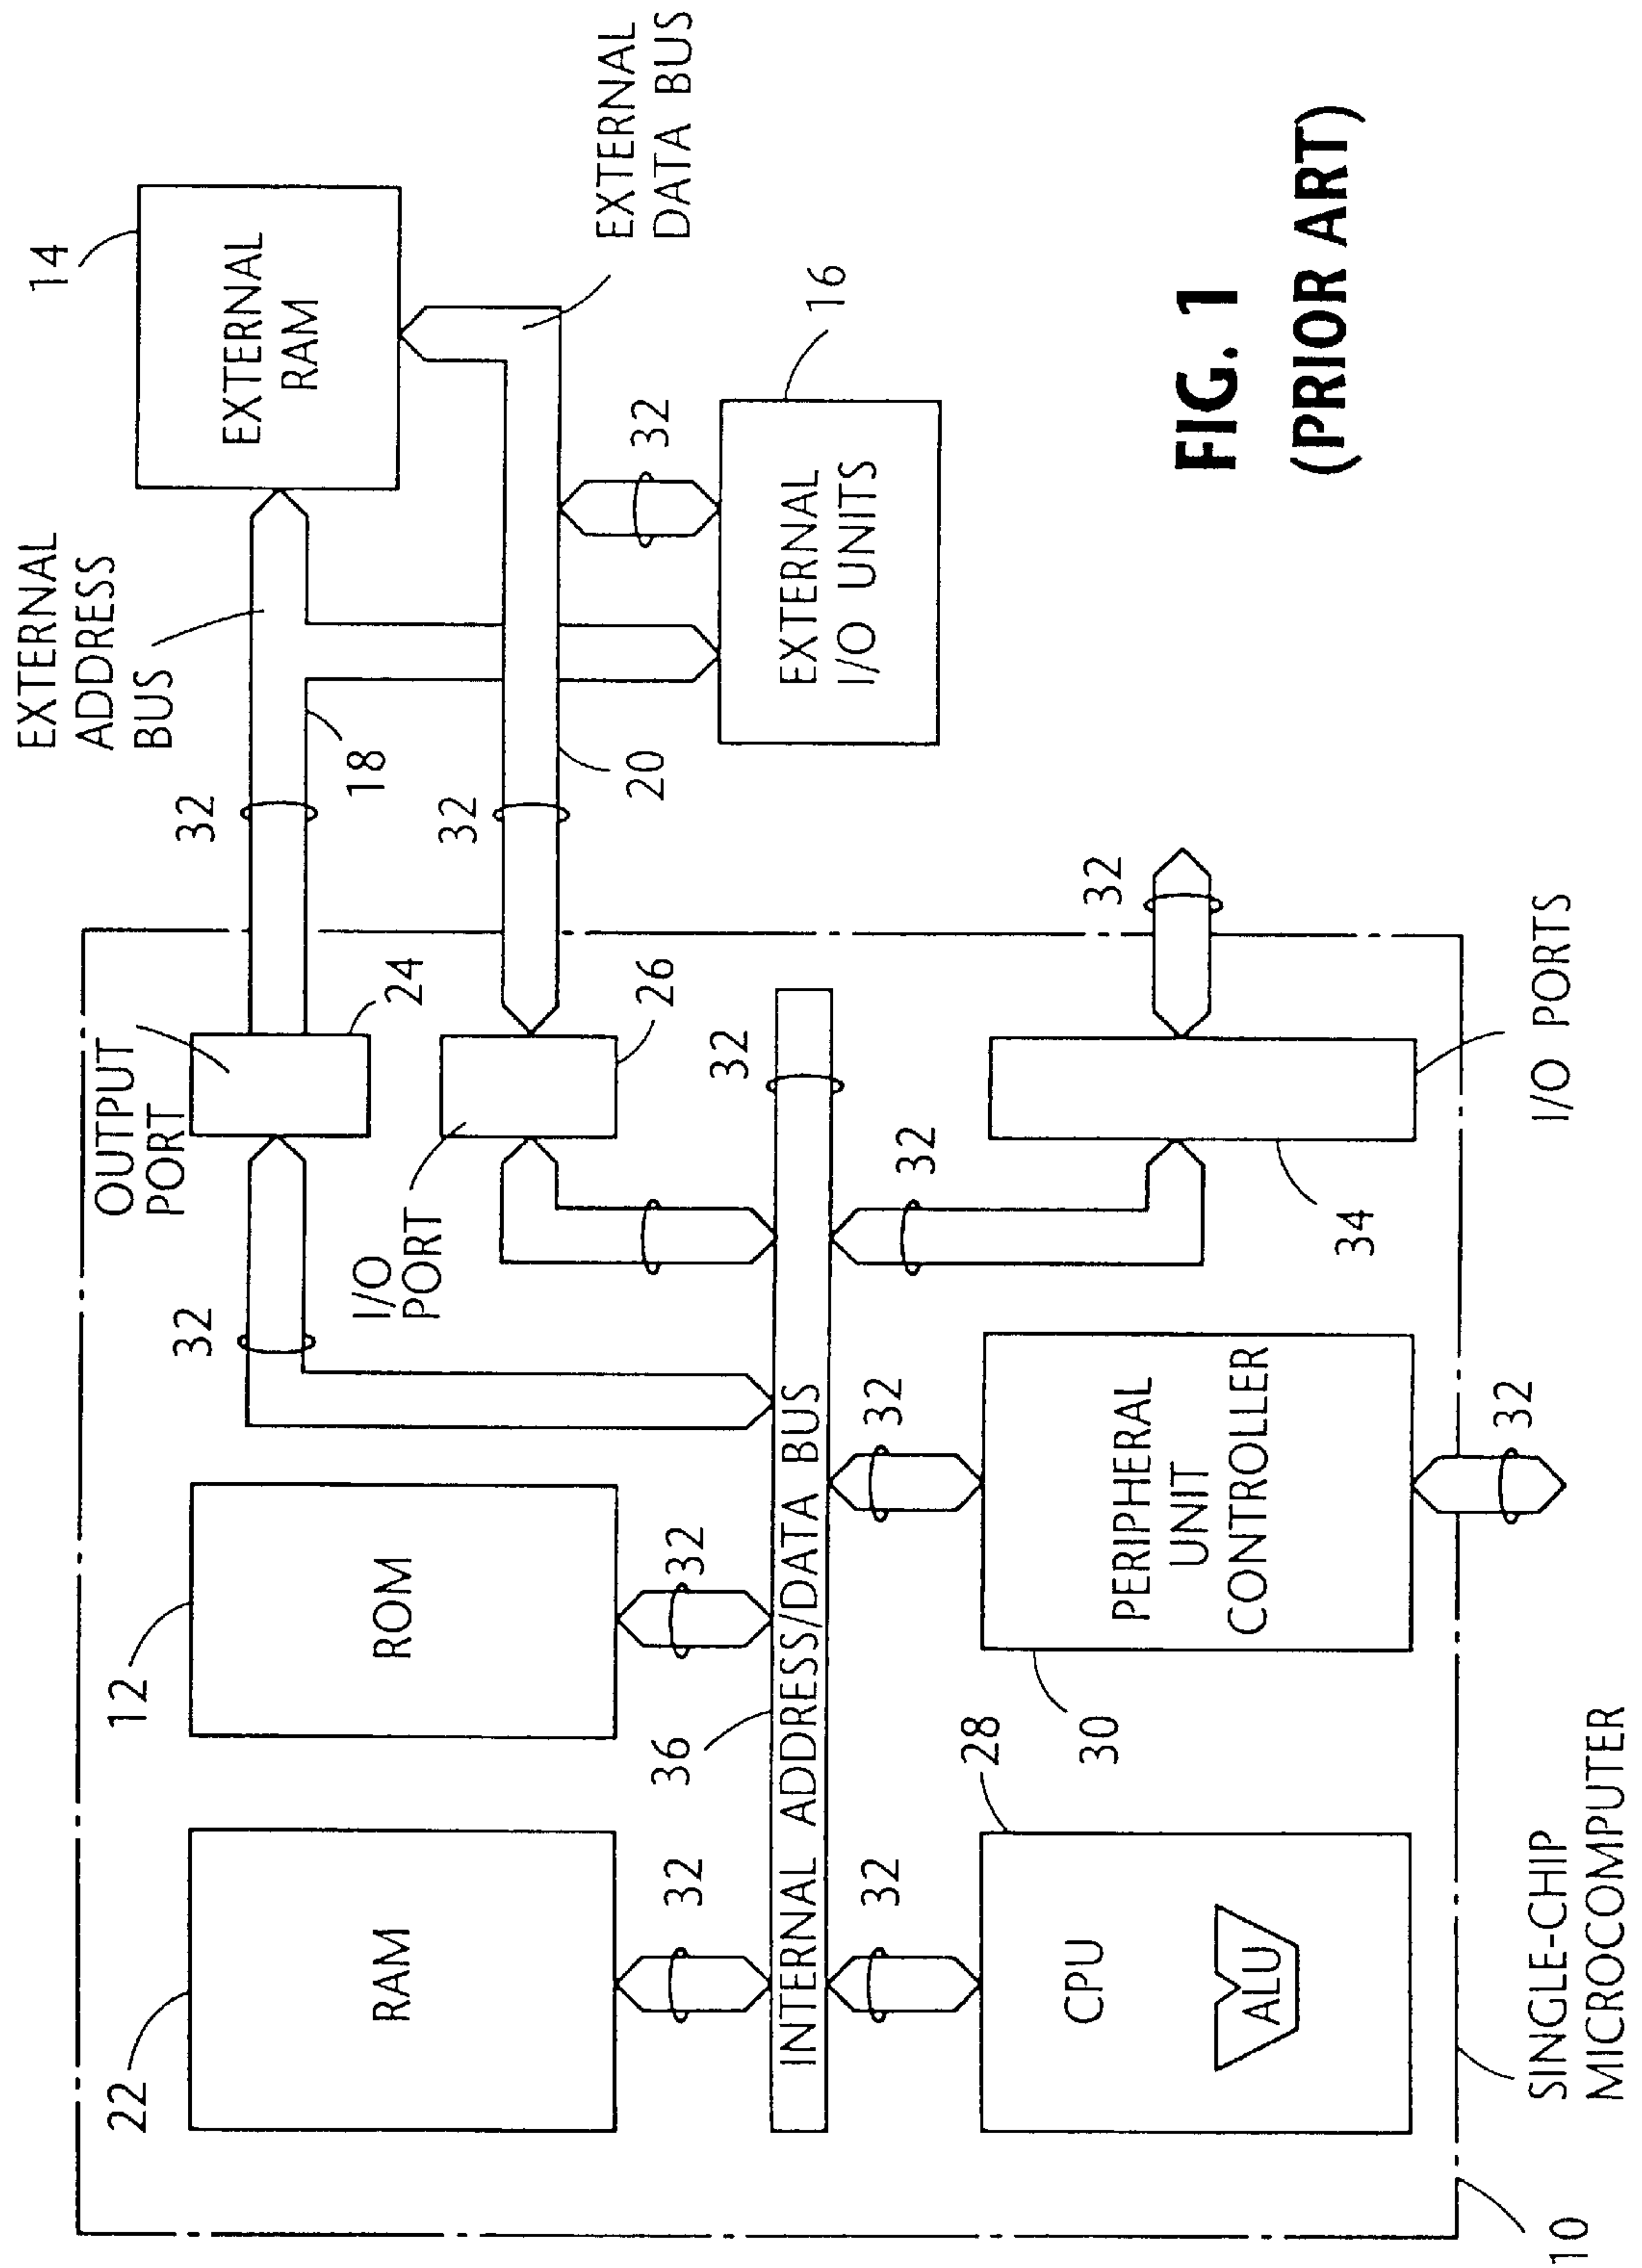 EXTERNAL
ADDRESS
BUS
14
EXTERNAL
RAM
32
18
OUTPUT
PORT
24
32
12
ROM
32
22
RAM
32
EXTERNAL
DATA BUS
32
20
32
16
EXTERNAL
I/O UNITS
I/O
PORT
26
32
36
INTERNAL ADDRESS/DATA BUS
32
32
32
28
CPU
ALU
30
PERIPHERAL
UNIT
CONTROLLER
32
34
I/O PORTS
32
10
SINGLE-CHIP
MICROCOMPUTER
FIG. 1
(PRIOR ART)